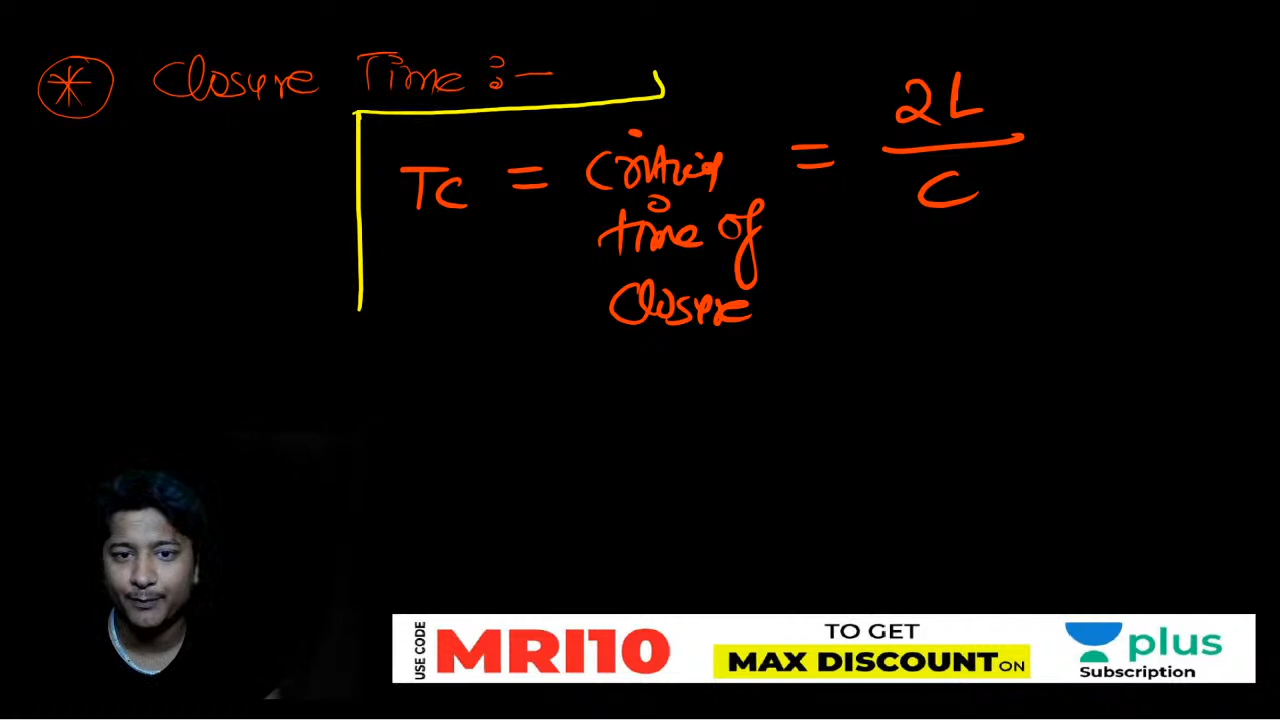 * Closure Time :-
TC = Critical time of Closure = 2L / C
USE CODE
MRI10
TO GET
MAX DISCOUNT ON
plus
Subscription